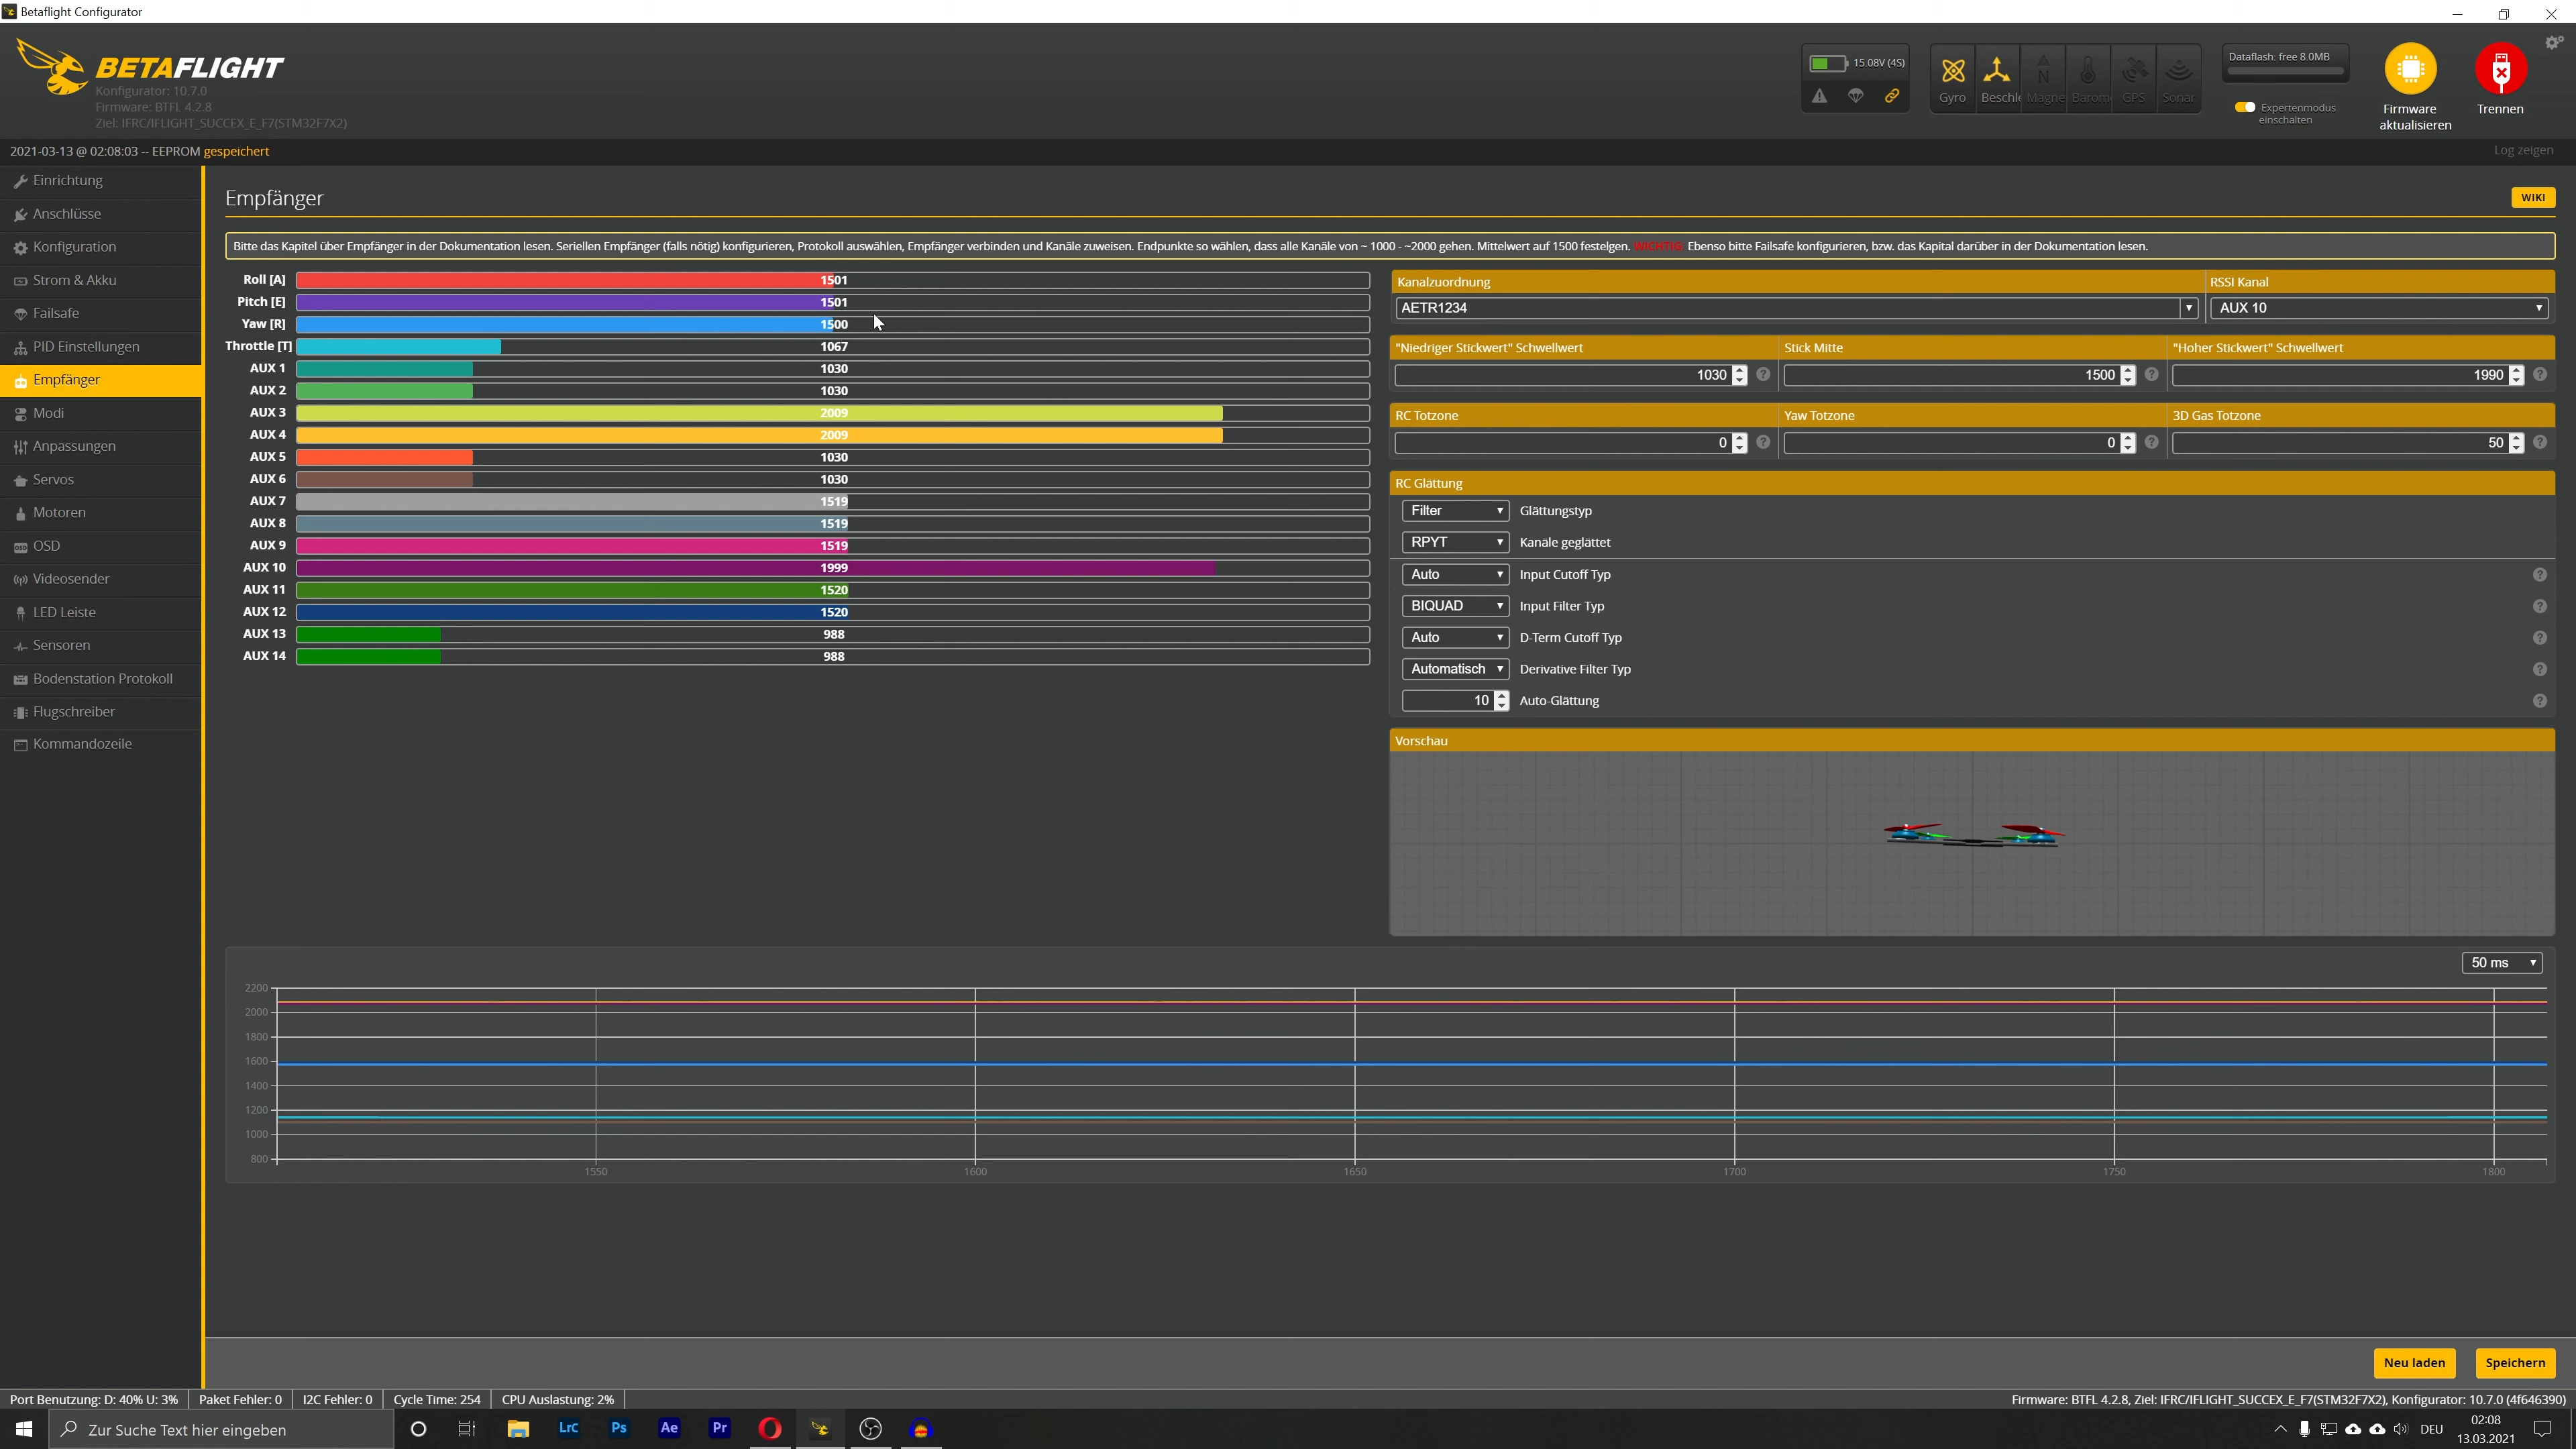 Betaflight Configurator
BETAFLIGHT
Konfigurator: 10.7.0
Firmware: BTFL 4.2.8
Ziel: IFRC/IFLIGHT_SUCCEX_E_F7(STM32F7X2)
15.08V (4S)
Gyro
Beschle
Magne
Barom
GPS
Sonar
Dataflash: free 8.0MB
Expertenmodus
einschalten
Firmware
aktualisieren
Trennen
2021-03-13 @ 02:08:03 -- EEPROM gespeichert
Log zeigen
Einrichtung
Anschlüsse
Konfiguration
Strom & Akku
Failsafe
PID Einstellungen
Empfänger
Modi
Anpassungen
Servos
Motoren
OSD
Videosender
LED Leiste
Sensoren
Bodenstation Protokoll
Flugschreiber
Kommandozeile
Empfänger
WIKI
Bitte das Kapitel über Empfänger in der Dokumentation lesen. Seriellen Empfänger (falls nötig) konfigurieren, Protokoll auswählen, Empfänger verbinden und Kanäle zuweisen. Endpunkte so wählen, dass alle Kanäle von ~ 1000 - ~2000 gehen. Mittelwert auf 1500 festelgen. WICHTIG: Ebenso bitte Failsafe konfigurieren, bzw. das Kapital darüber in der Dokumentation lesen.
Roll [A] 1501
Pitch [E] 1501
Yaw [R] 1500
Throttle [T] 1067
AUX 1 1030
AUX 2 1030
AUX 3 2009
AUX 4 2009
AUX 5 1030
AUX 6 1030
AUX 7 1519
AUX 8 1519
AUX 9 1519
AUX 10 1999
AUX 11 1520
AUX 12 1520
AUX 13 988
AUX 14 988
Kanalzuordnung RSSI Kanal
AETR1234 AUX 10
"Niedriger Stickwert" Schwellwert Stick Mitte "Hoher Stickwert" Schwellwert
1030 1500 1990
RC Totzone Yaw Totzone 3D Gas Totzone
0 0 50
RC Glättung
Filter Glättungstyp
RPYT Kanäle geglättet
Auto Input Cutoff Typ
BIQUAD Input Filter Typ
Auto D-Term Cutoff Typ
Automatisch Derivative Filter Typ
10 Auto-Glättung
Vorschau
50 ms
2200
2000
1800
1600
1400
1200
1000
800
1550 1600 1650 1700 1750 1800
Neu laden Speichern
Port Benutzung: D: 40% U: 3% Paket Fehler: 0 I2C Fehler: 0 Cycle Time: 254 CPU Auslastung: 2% Firmware: BTFL 4.2.8, Ziel: IFRC/IFLIGHT_SUCCEX_E_F7(STM32F7X2), Konfigurator: 10.7.0 (4f646390)
Zur Suche Text hier eingeben
LrC Ps Ae Pr
DEU
02:08
13.03.2021